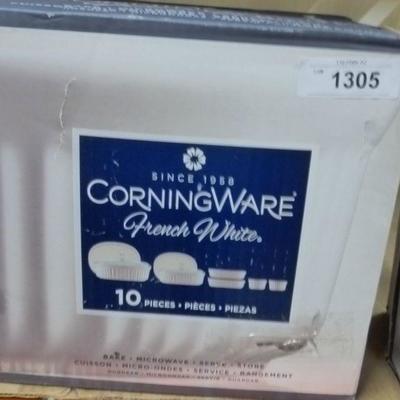 1305
SINCE 1958
CORNINGWARE
French White®
10 PIECES • PIÈCES • PIEZAS
BAKE • MICROWAVE • SERVE • STORE
CUISSON • MICRO-ONDES • SERVICE • RANGEMENT